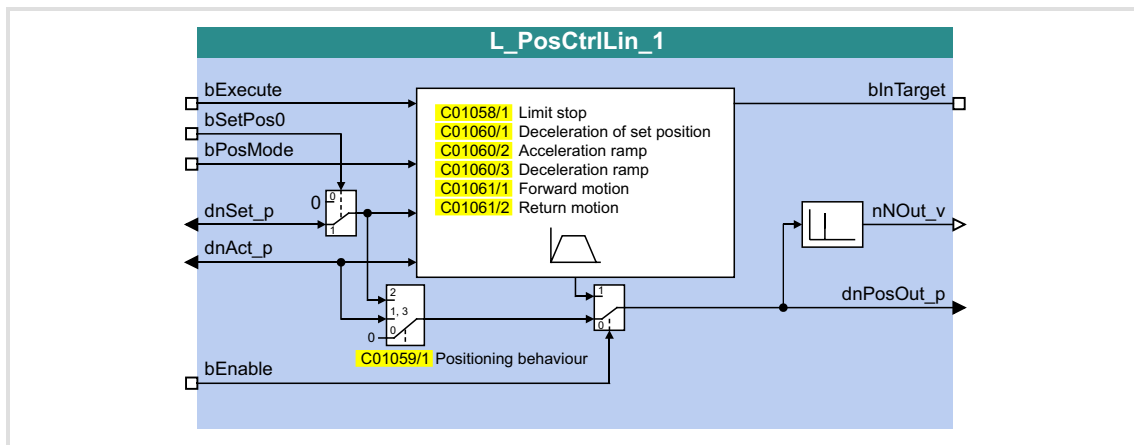 L_PosCtrlLin_1
bExecute
bInTarget
bSetPos0
bPosMode
C01058/1 Limit stop
C01060/1 Deceleration of set position
C01060/2 Acceleration ramp
C01060/3 Deceleration ramp
C01061/1 Forward motion
C01061/2 Return motion
0
0
1
dnSet_p
nNOut_v
dnAct_p
2
1, 3
0
0
1
0
dnPosOut_p
C01059/1 Positioning behaviour
bEnable